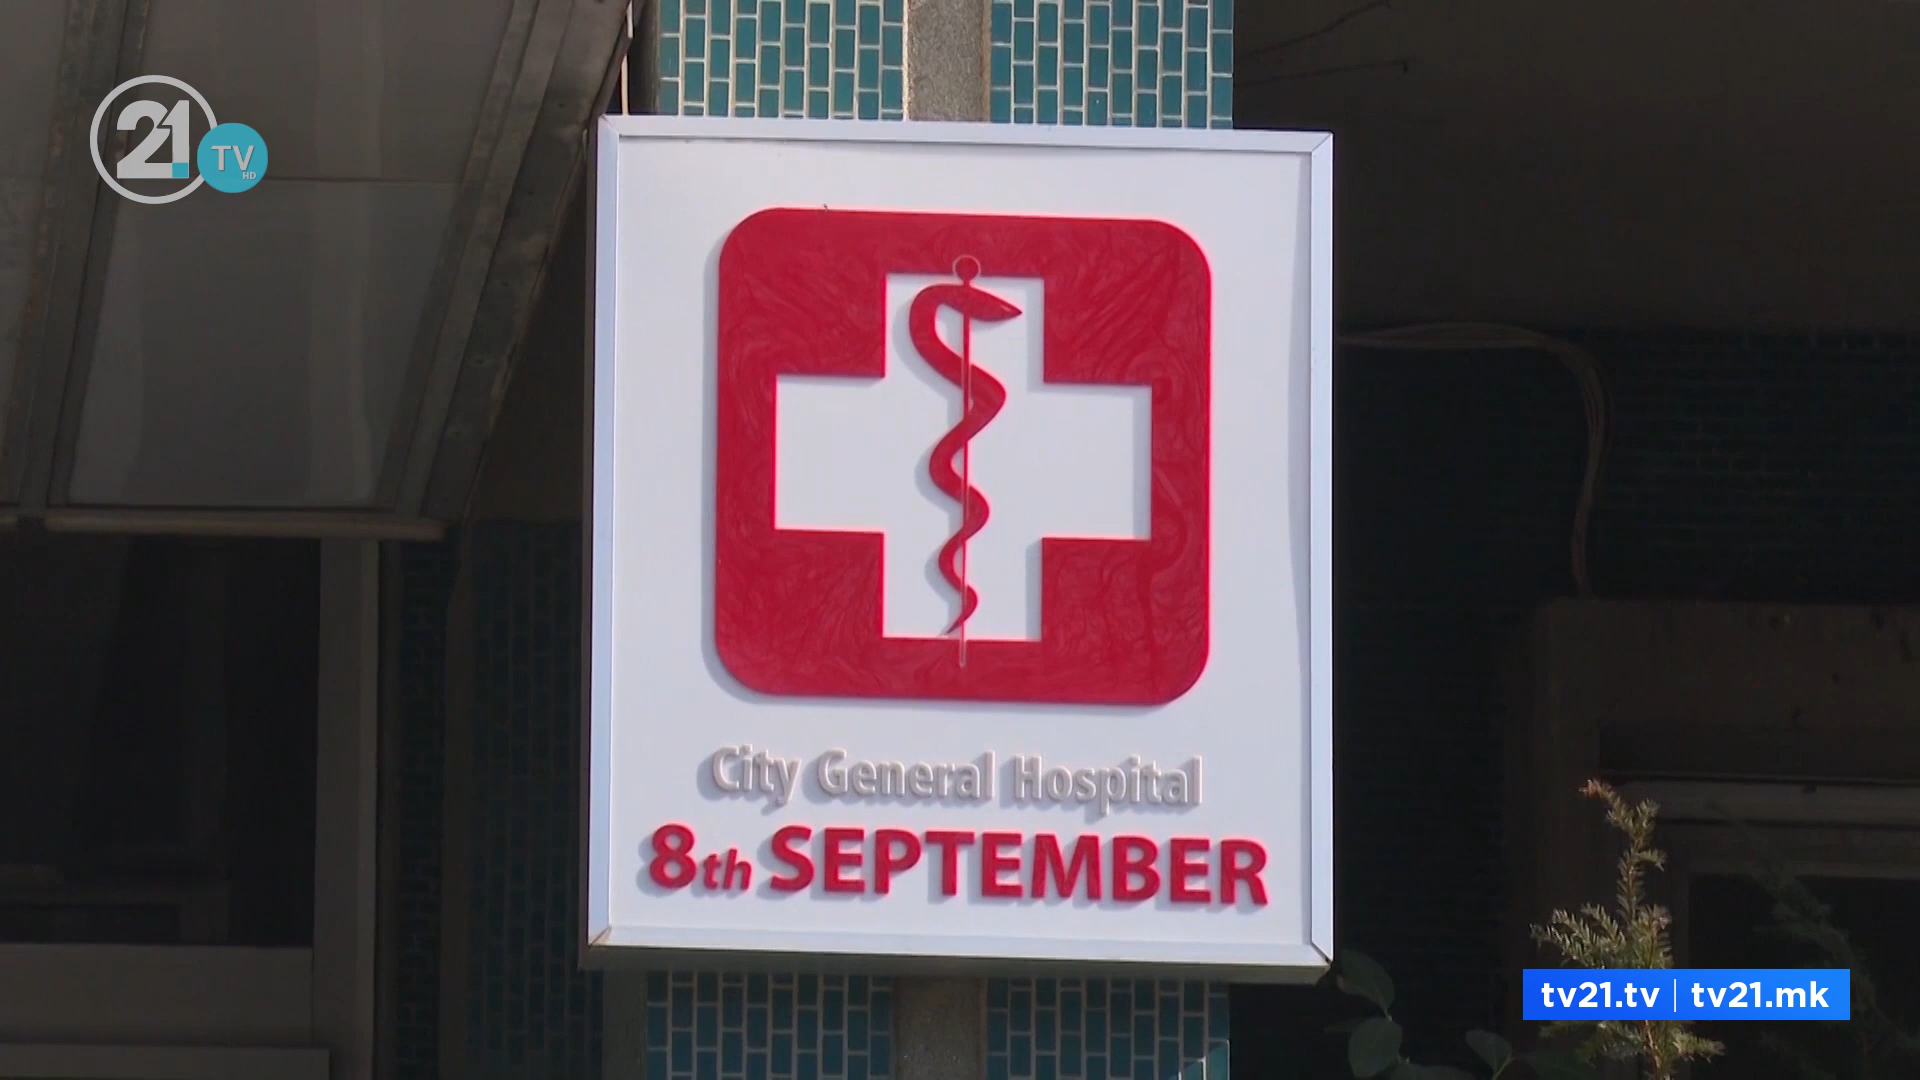 21.
TV
HD
City General Hospital
8th SEPTEMBER
tv21.tv | tv21.mk